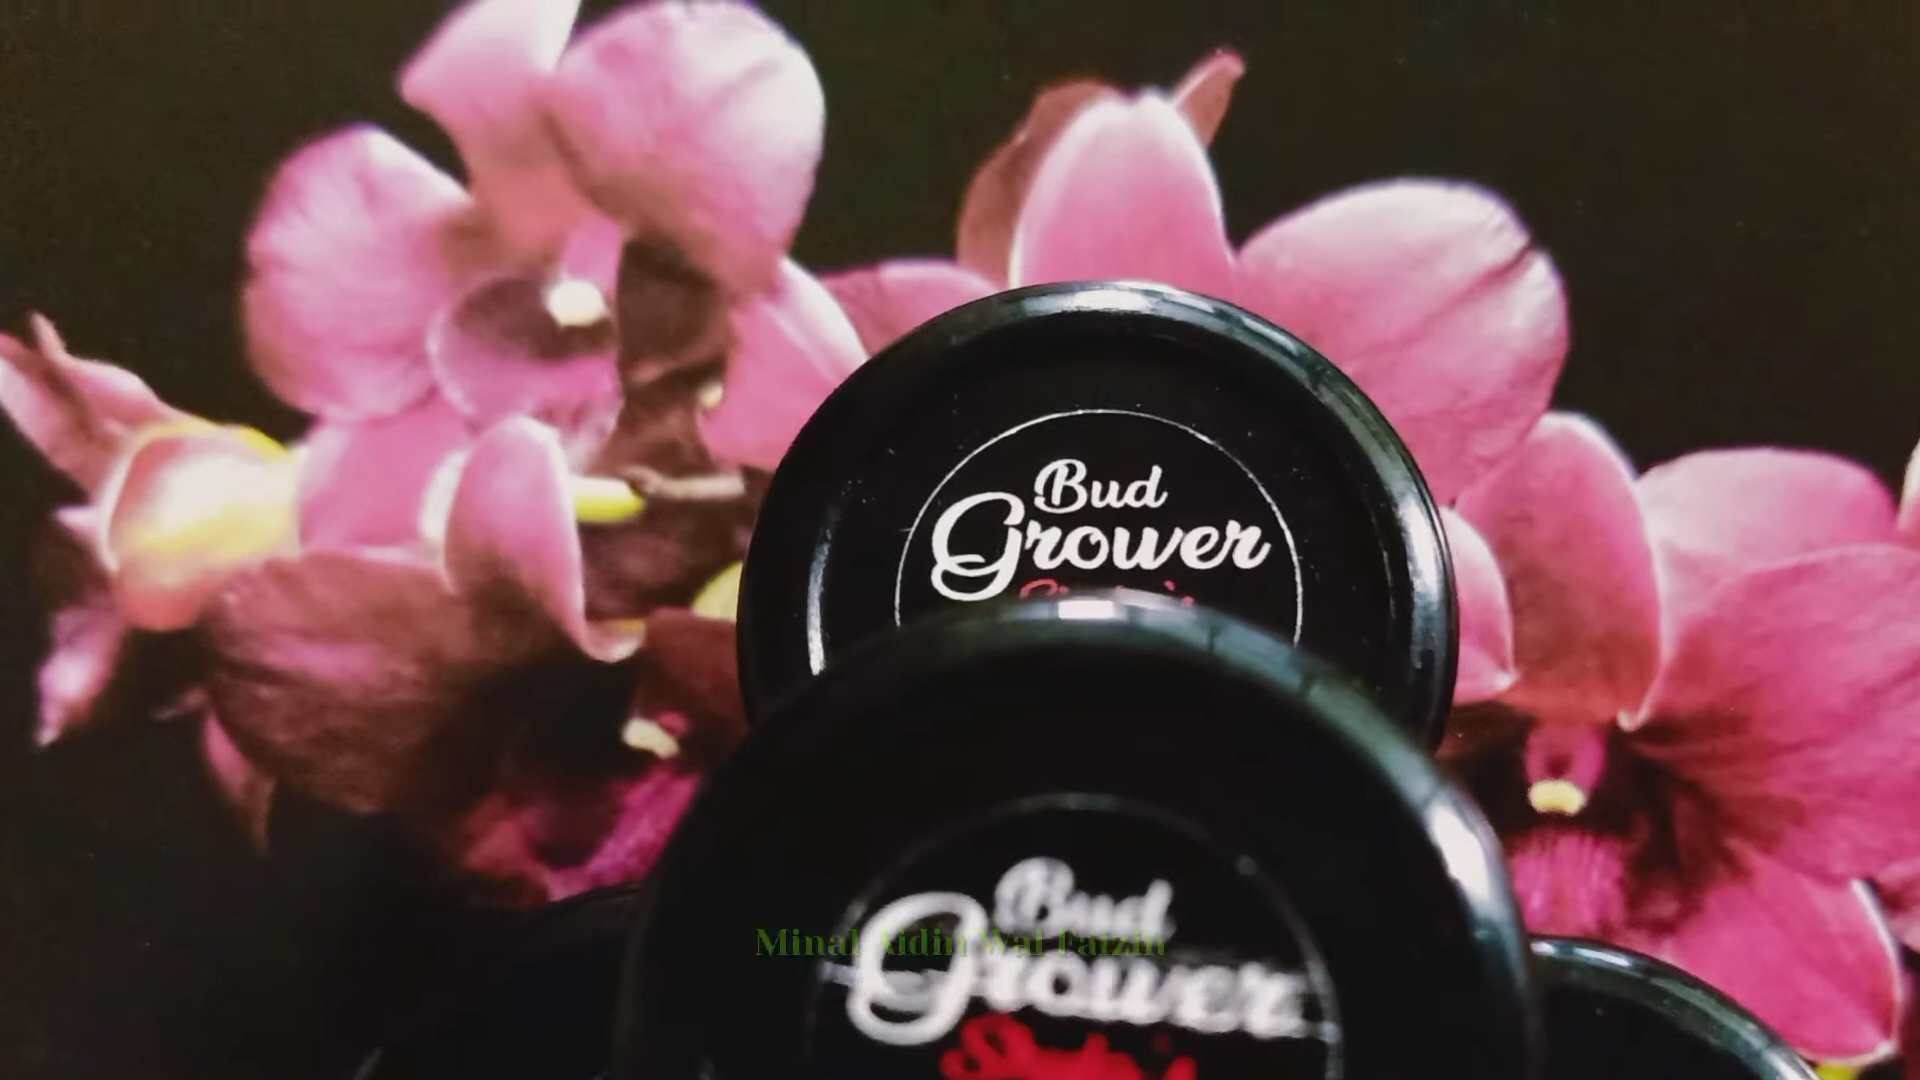 Bud
Grower
Bud
Grower
Minal Aidin Wal Faizin